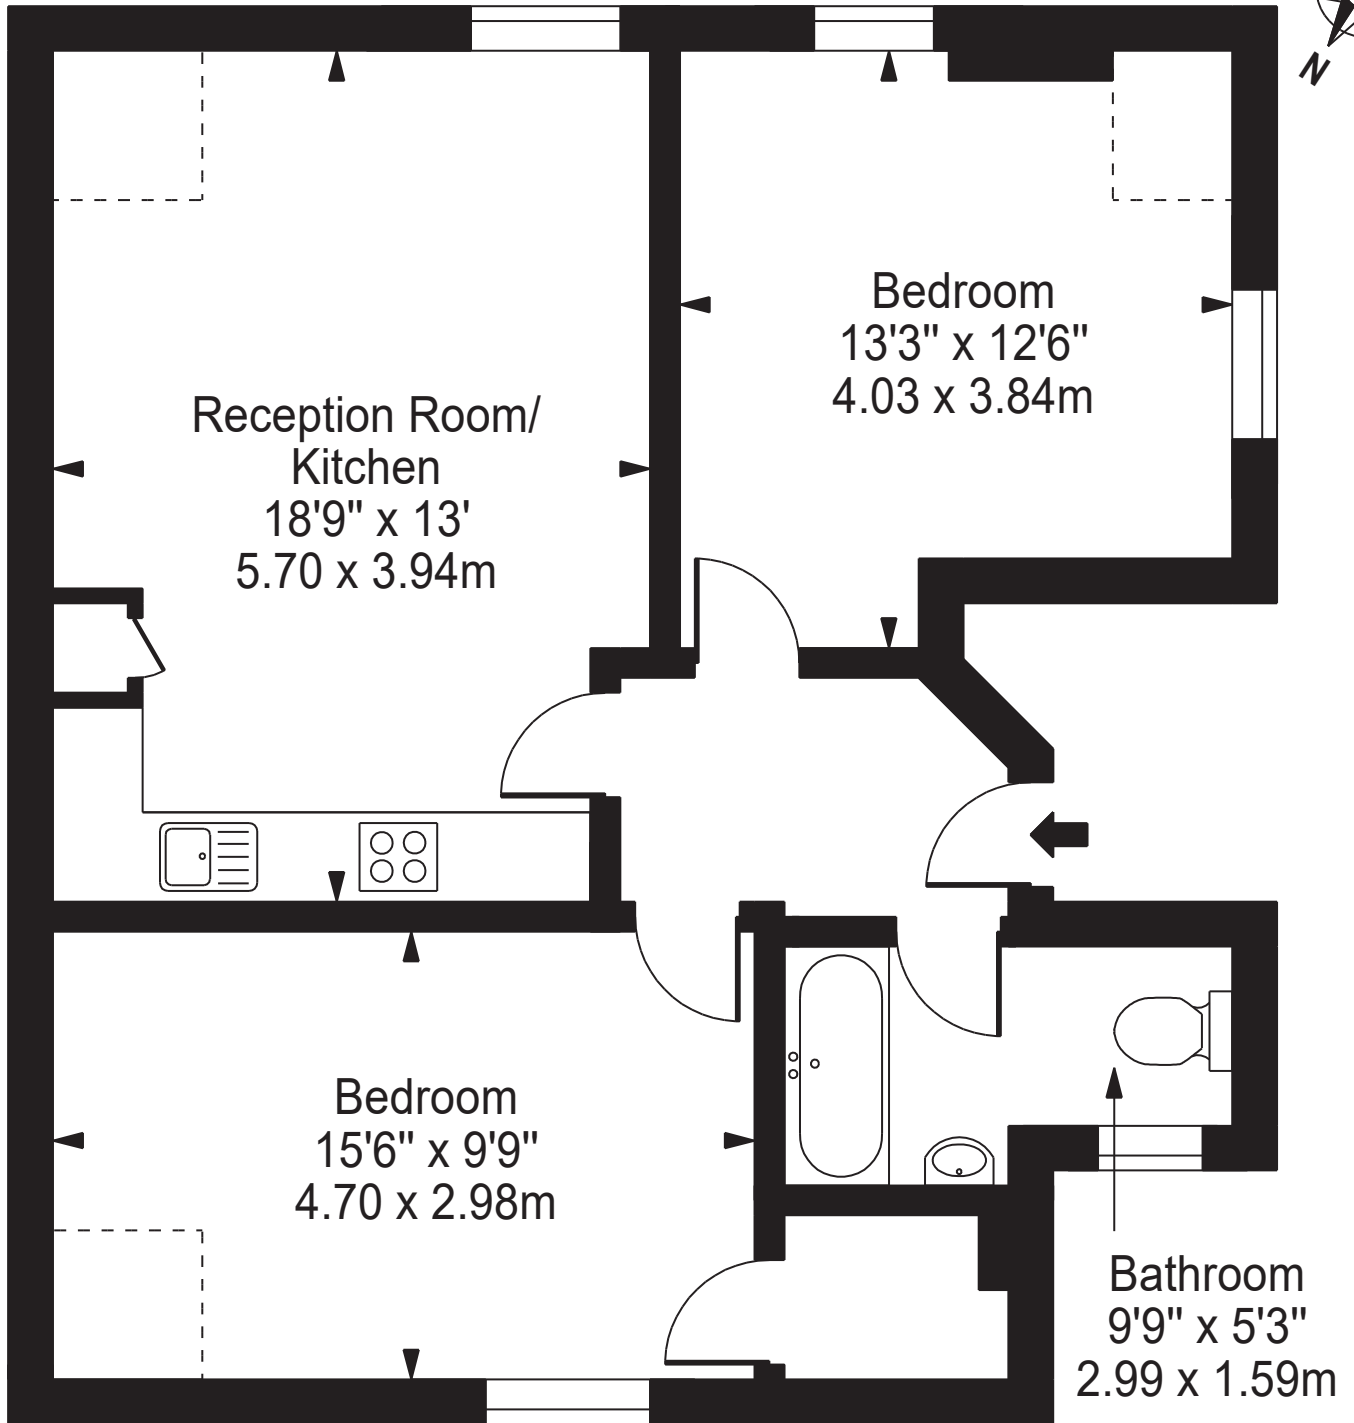 N
Bedroom
13'3" x 12'6"
4.03 x 3.84m
Reception Room/
Kitchen
18'9" x 13'
5.70 x 3.94m
Bedroom
15'6" x 9'9"
4.70 x 2.98m
Bathroom
9'9" x 5'3"
2.99 x 1.59m